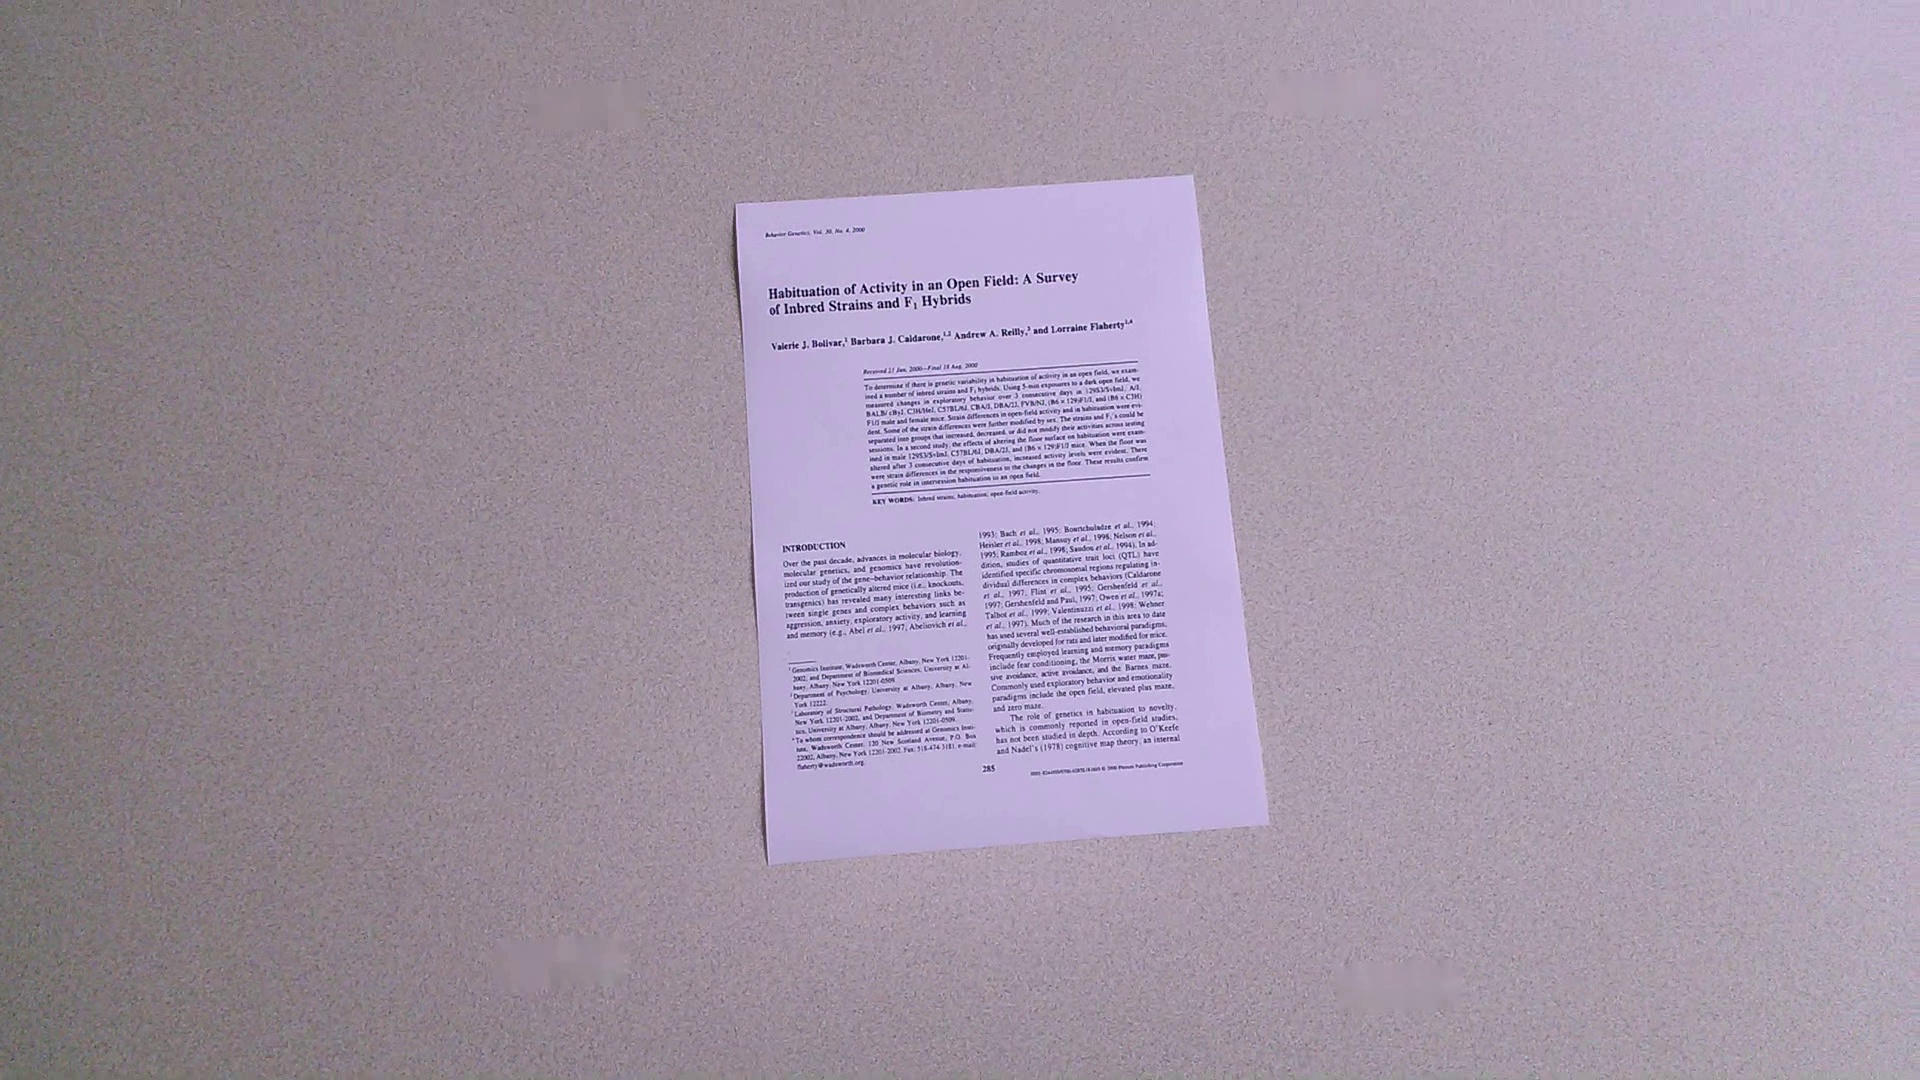 Behavior Genetics, Vol. 30, No. 4, 2000
Habituation of Activity in an Open Field: A Survey
of Inbred Strains and F1 Hybrids
Valerie J. Bolivar,1 Barbara J. Caldarone,1,2 Andrew A. Reilly,3 and Lorraine Flaherty1,4
Received 21 Jan. 2000—Final 18 Aug. 2000
To determine if there is genetic variability in habituation of activity in an open field, we exam-
ined a number of inbred strains and F1 hybrids. Using 5-min exposures to a dark open field, we
measured changes in exploratory behavior over 3 consecutive days in 129S3/SvImJ, A/J,
BALB/cByJ, C3H/HeJ, C57BL/6J, CBA/J, DBA/2J, FVB/NJ, (B6 × 129)F1/J, and (B6 × C3H)
F1/J male and female mice. Strain differences in open-field activity and in habituation were evi-
dent. Some of the strain differences were further modified by sex. The strains and F1's could be
separated into groups that increased, decreased, or did not modify their activities across testing
sessions. In a second study, the effects of altering the floor surface on habituation were exam-
ined in male 129S3/SvImJ, C57BL/6J, DBA/2J, and (B6 × 129)F1/J mice. When the floor was
altered after 3 consecutive days of habituation, increased activity levels were evident. There
were strain differences in the responsiveness to the changes in the floor. These results confirm
a genetic role in intersession habituation to an open field.
KEY WORDS: Inbred strains; habituation; open-field activity.
INTRODUCTION
Over the past decade, advances in molecular biology,
molecular genetics, and genomics have revolution-
ized our study of the gene–behavior relationship. The
production of genetically altered mice (i.e., knockouts,
transgenics) has revealed many interesting links be-
tween single genes and complex behaviors such as
aggression, anxiety, exploratory activity, and learning
and memory (e.g., Abel et al., 1997; Abeliovich et al.,
1 Genomics Institute, Wadsworth Center, Albany, New York 12201-
2002, and Department of Biomedical Sciences, University at Al-
bany, Albany, New York 12201-0509.
2 Department of Psychology, University at Albany, Albany, New
York 12222.
3 Laboratory of Structural Pathology, Wadsworth Center, Albany,
New York 12201-2002, and Department of Biometry and Statis-
tics, University at Albany, Albany, New York 12201-0509.
4 To whom correspondence should be addressed at Genomics Insti-
tute, Wadsworth Center, 120 New Scotland Avenue, P.O. Box
22002, Albany, New York 12201-2002. Fax: 518-474-3181. e-mail:
flaherty@wadsworth.org.
1993; Bach et al., 1995; Bourtchuladze et al., 1994;
Heisler et al., 1998; Mansuy et al., 1998; Nelson et al.,
1995; Ramboz et al., 1998; Saudou et al., 1994). In ad-
dition, studies of quantitative trait loci (QTL) have
identified specific chromosomal regions regulating in-
dividual differences in complex behaviors (Caldarone
et al., 1997; Flint et al., 1995; Gershenfeld et al.,
1997; Gershenfeld and Paul, 1997; Owen et al., 1997a;
Talbot et al., 1999; Valentinuzzi et al., 1998; Wehner
et al., 1997). Much of the research in this area to date
has used several well-established behavioral paradigms,
originally developed for rats and later modified for mice.
Frequently employed learning and memory paradigms
include fear conditioning, the Morris water maze, pas-
sive avoidance, active avoidance, and the Barnes maze.
Commonly used exploratory behavior and emotionality
paradigms include the open field, elevated plus maze,
and zero maze.
The role of genetics in habituation to novelty,
which is commonly reported in open-field studies,
has not been studied in depth. According to O'Keefe
and Nadel's (1978) cognitive map theory, an internal
285
© 2000 Plenum Publishing Corporation